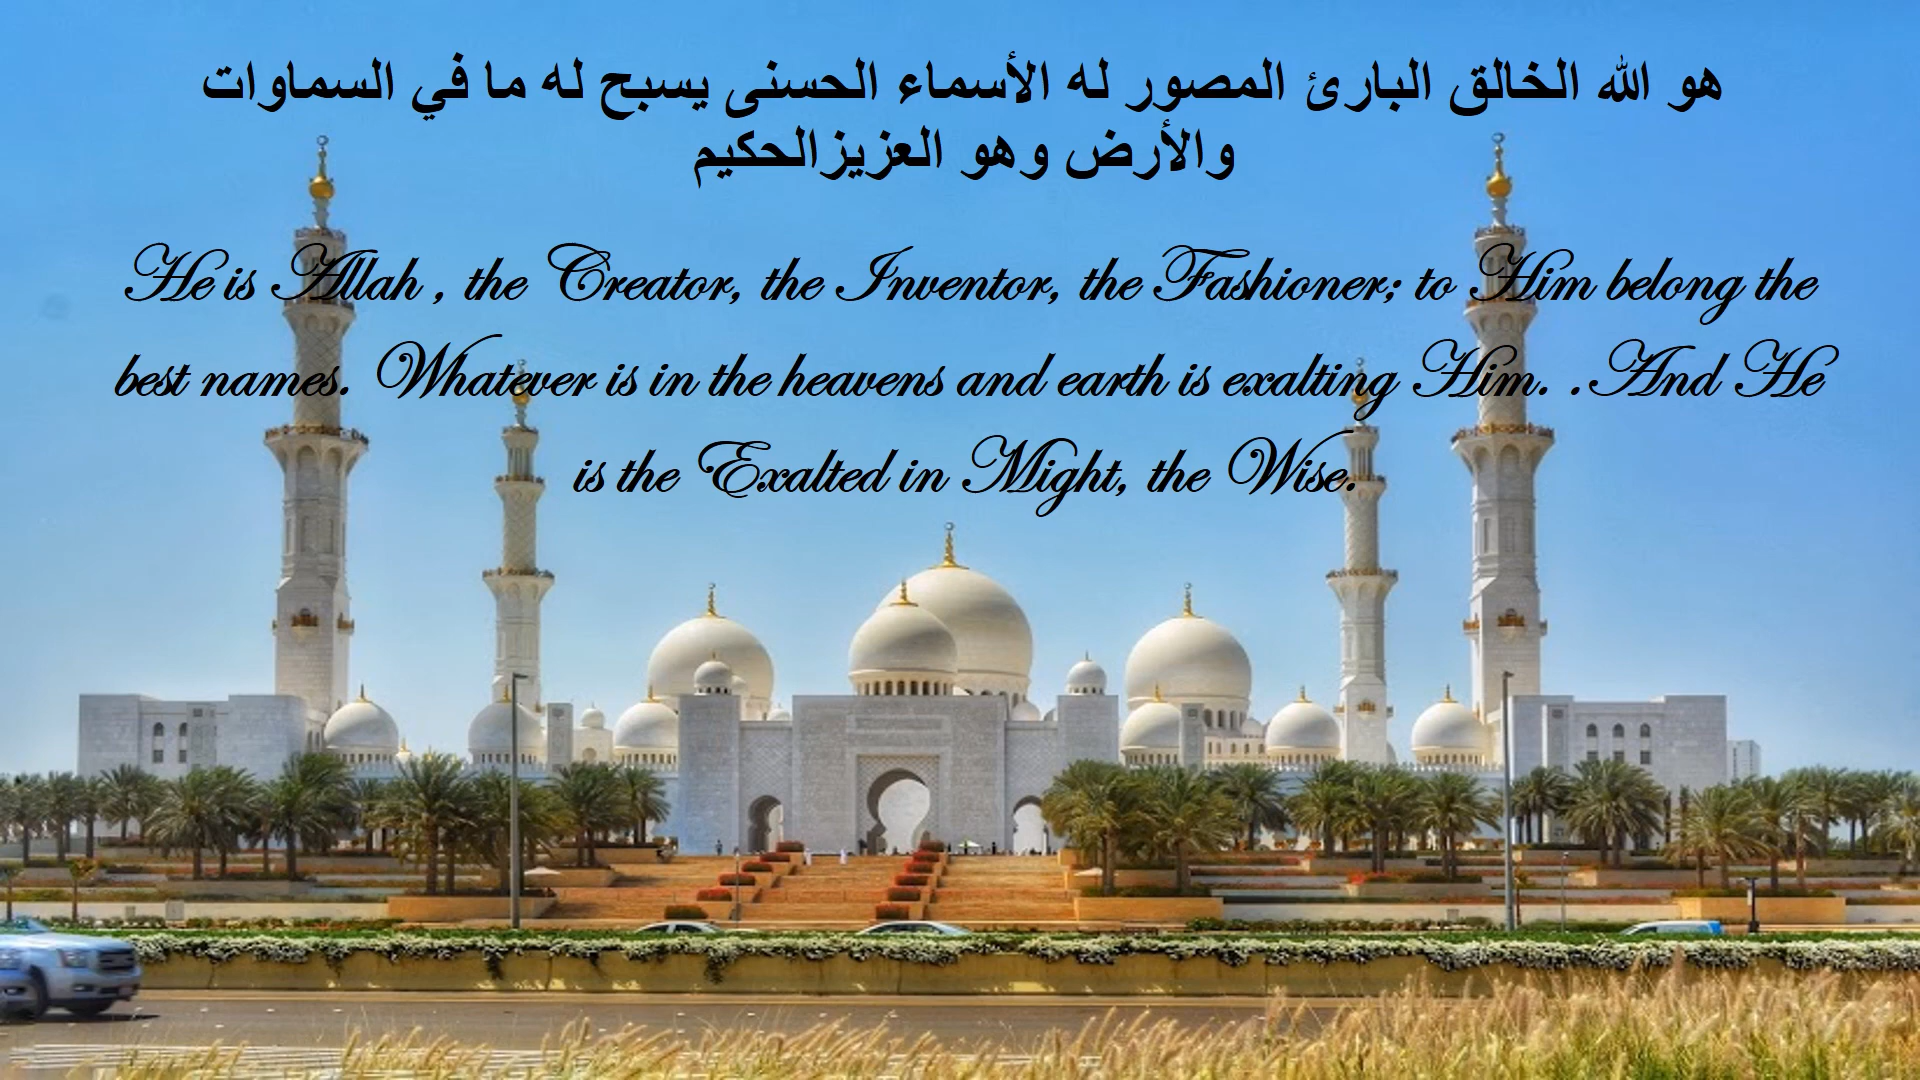 هو الله الخالق البارئ المصور له الأسماء الحسنى يسبح له ما في السماوات
والأرض وهو العزيزالحكيم
He is Allah , the Creator, the Inventor, the Fashioner; to Him belong the
best names. Whatever is in the heavens and earth is exalting Him. .And He
is the Exalted in Might, the Wise.